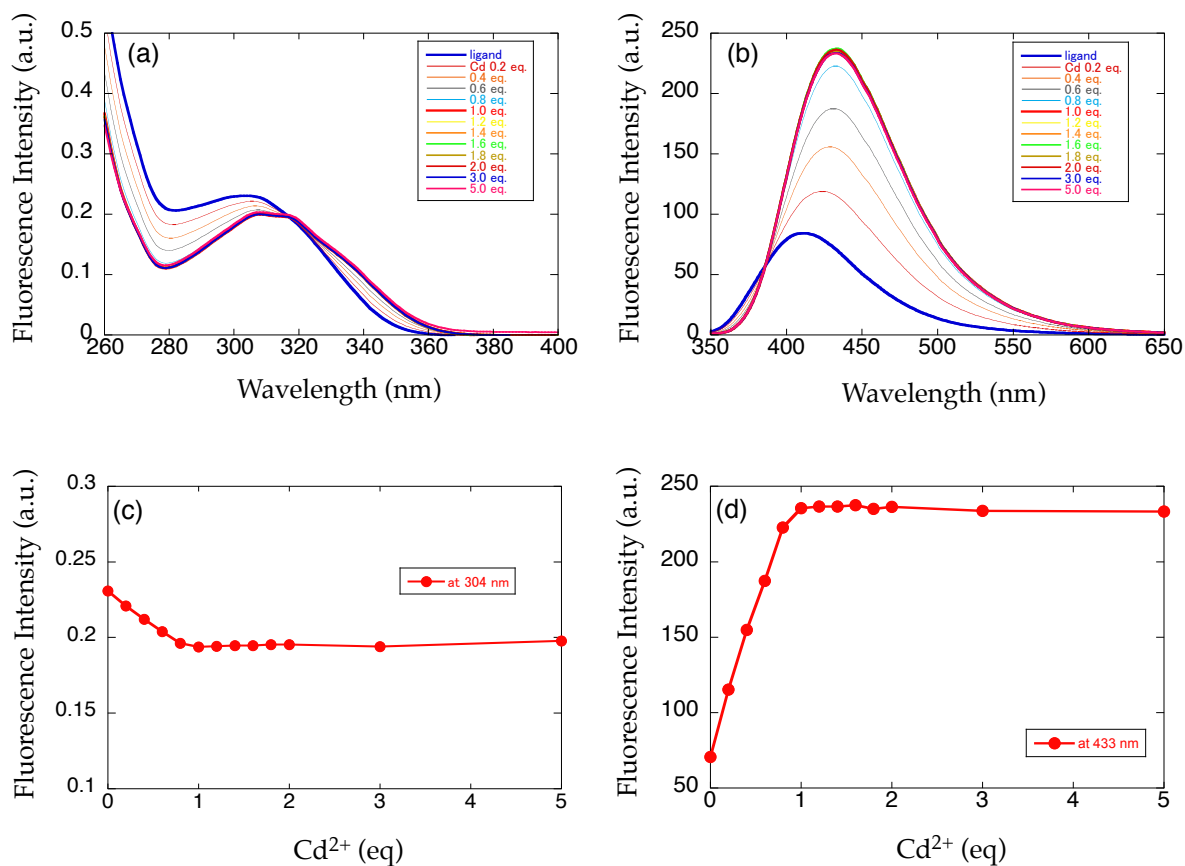 (a)
Fluorescence Intensity (a.u.)
0.5
0.4
0.3
0.2
0.1
0
ligand
Cd 0.2 eq.
0.4 eq.
0.6 eq.
0.8 eq.
1.0 eq.
1.2 eq.
1.4 eq.
1.6 eq.
1.8 eq.
2.0 eq.
3.0 eq.
5.0 eq.
260 280 300 320 340 360 380 400
Wavelength (nm)
(b)
Fluorescence Intensity (a.u.)
250
200
150
100
50
0
ligand
Cd 0.2 eq.
0.4 eq.
0.6 eq.
0.8 eq.
1.0 eq.
1.2 eq.
1.4 eq.
1.6 eq.
1.8 eq.
2.0 eq.
3.0 eq.
5.0 eq.
350 400 450 500 550 600 650
Wavelength (nm)
(c)
Fluorescence Intensity (a.u.)
0.3
0.25
0.2
0.15
0.1
at 304 nm
0 1 2 3 4 5
Cd²⁺ (eq)
(d)
Fluorescence Intensity (a.u.)
250
200
150
100
50
at 433 nm
0 1 2 3 4 5
Cd²⁺ (eq)